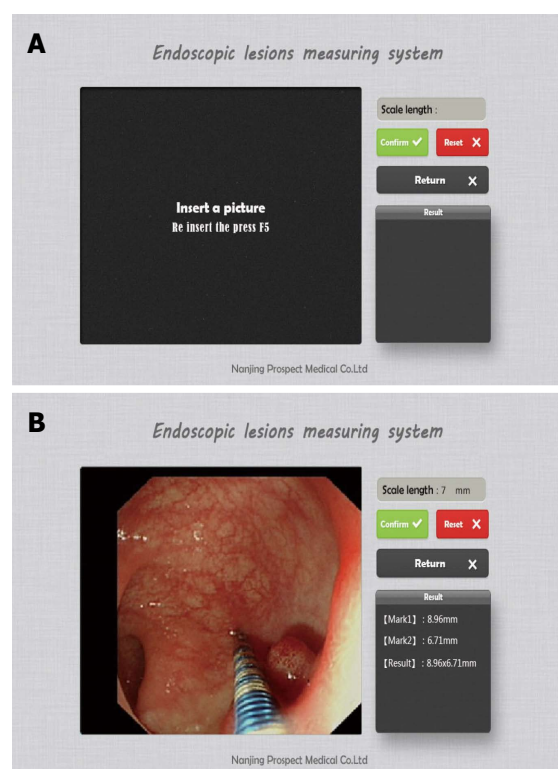 A
Endoscopic lesions measuring system
Scale length :
Confirm
Reset
Return
Insert a picture
Re insert the press F5
Result
Nanjing Prospect Medical Co.Ltd
B
Endoscopic lesions measuring system
Scale length : 7 mm
Confirm
Reset
Return
Result
【Mark1】 : 8.96mm
【Mark2】 : 6.71mm
【Result】 : 8.96x6.71mm
Nanjing Prospect Medical Co.Ltd